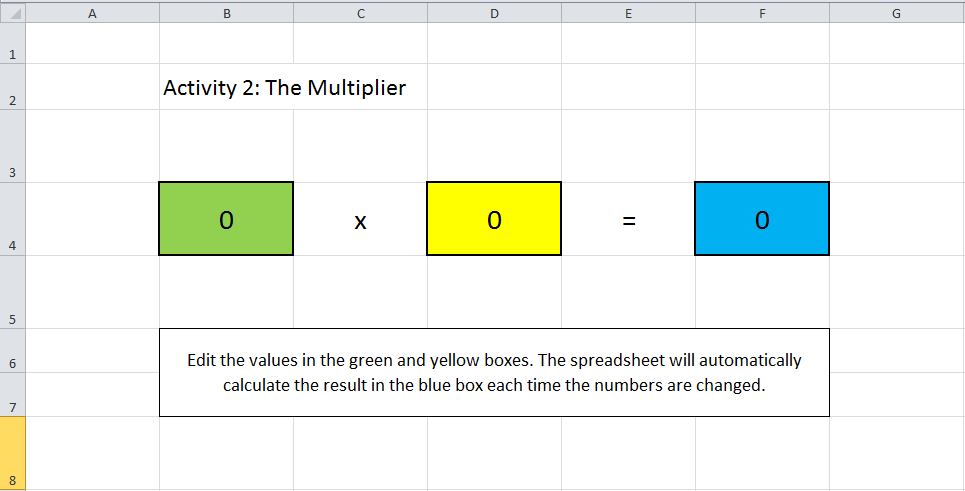 A B C D E F G
1
2 Activity 2: The Multiplier
3
4 0 x 0 = 0
5
6 Edit the values in the green and yellow boxes. The spreadsheet will automatically
calculate the result in the blue box each time the numbers are changed.
7
8